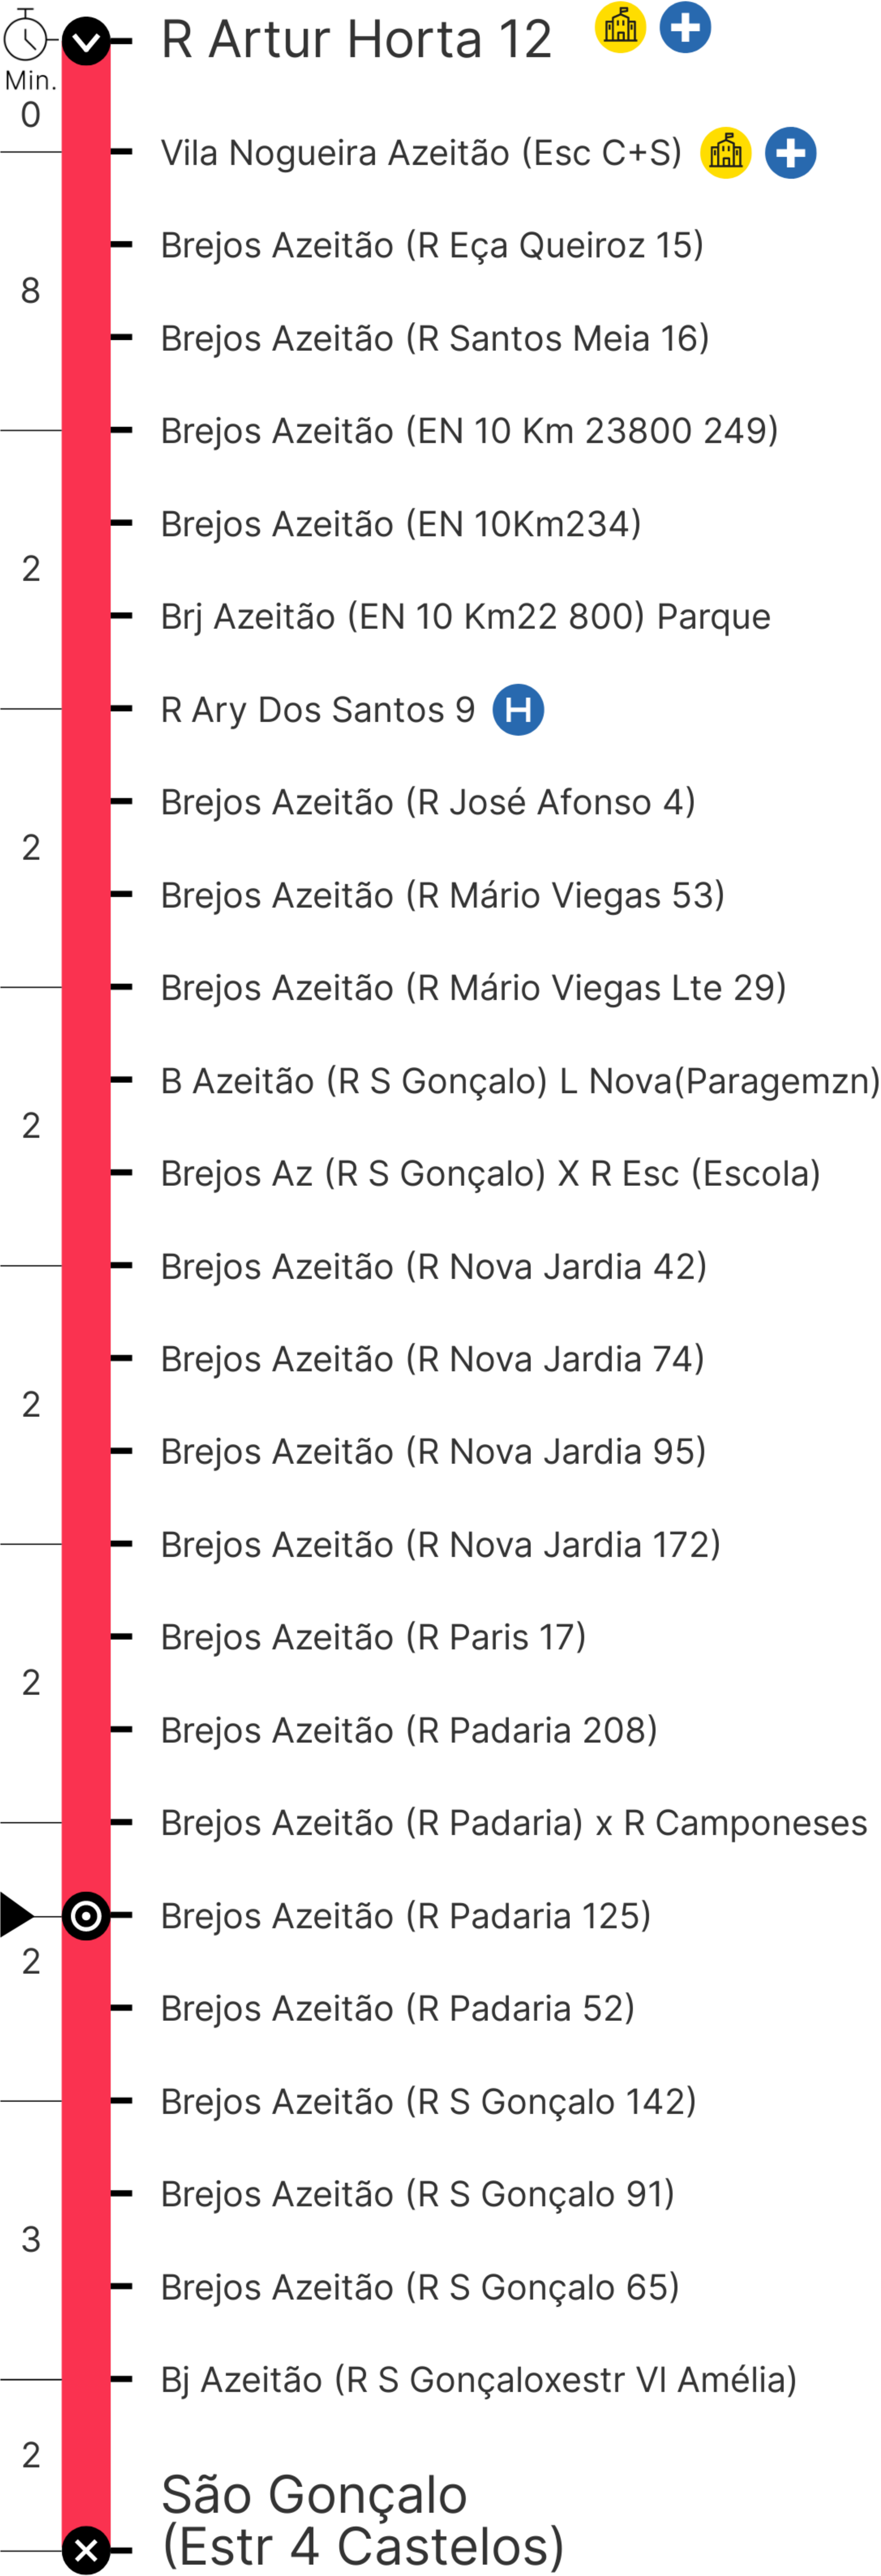 R Artur Horta 12
Min.
0
Vila Nogueira Azeitão (Esc C+S)
Brejos Azeitão (R Eça Queiroz 15)
8
Brejos Azeitão (R Santos Meia 16)
Brejos Azeitão (EN 10 Km 23800 249)
Brejos Azeitão (EN 10Km234)
2
Brj Azeitão (EN 10 Km22 800) Parque
R Ary Dos Santos 9 H
Brejos Azeitão (R José Afonso 4)
2
Brejos Azeitão (R Mário Viegas 53)
Brejos Azeitão (R Mário Viegas Lte 29)
B Azeitão (R S Gonçalo) L Nova(Paragemzn)
2
Brejos Az (R S Gonçalo) X R Esc (Escola)
Brejos Azeitão (R Nova Jardia 42)
Brejos Azeitão (R Nova Jardia 74)
2
Brejos Azeitão (R Nova Jardia 95)
Brejos Azeitão (R Nova Jardia 172)
Brejos Azeitão (R Paris 17)
2
Brejos Azeitão (R Padaria 208)
Brejos Azeitão (R Padaria) x R Camponeses
Brejos Azeitão (R Padaria 125)
2
Brejos Azeitão (R Padaria 52)
Brejos Azeitão (R S Gonçalo 142)
Brejos Azeitão (R S Gonçalo 91)
3
Brejos Azeitão (R S Gonçalo 65)
Bj Azeitão (R S Gonçaloxestr Vl Amélia)
2
São Gonçalo
(Estr 4 Castelos)